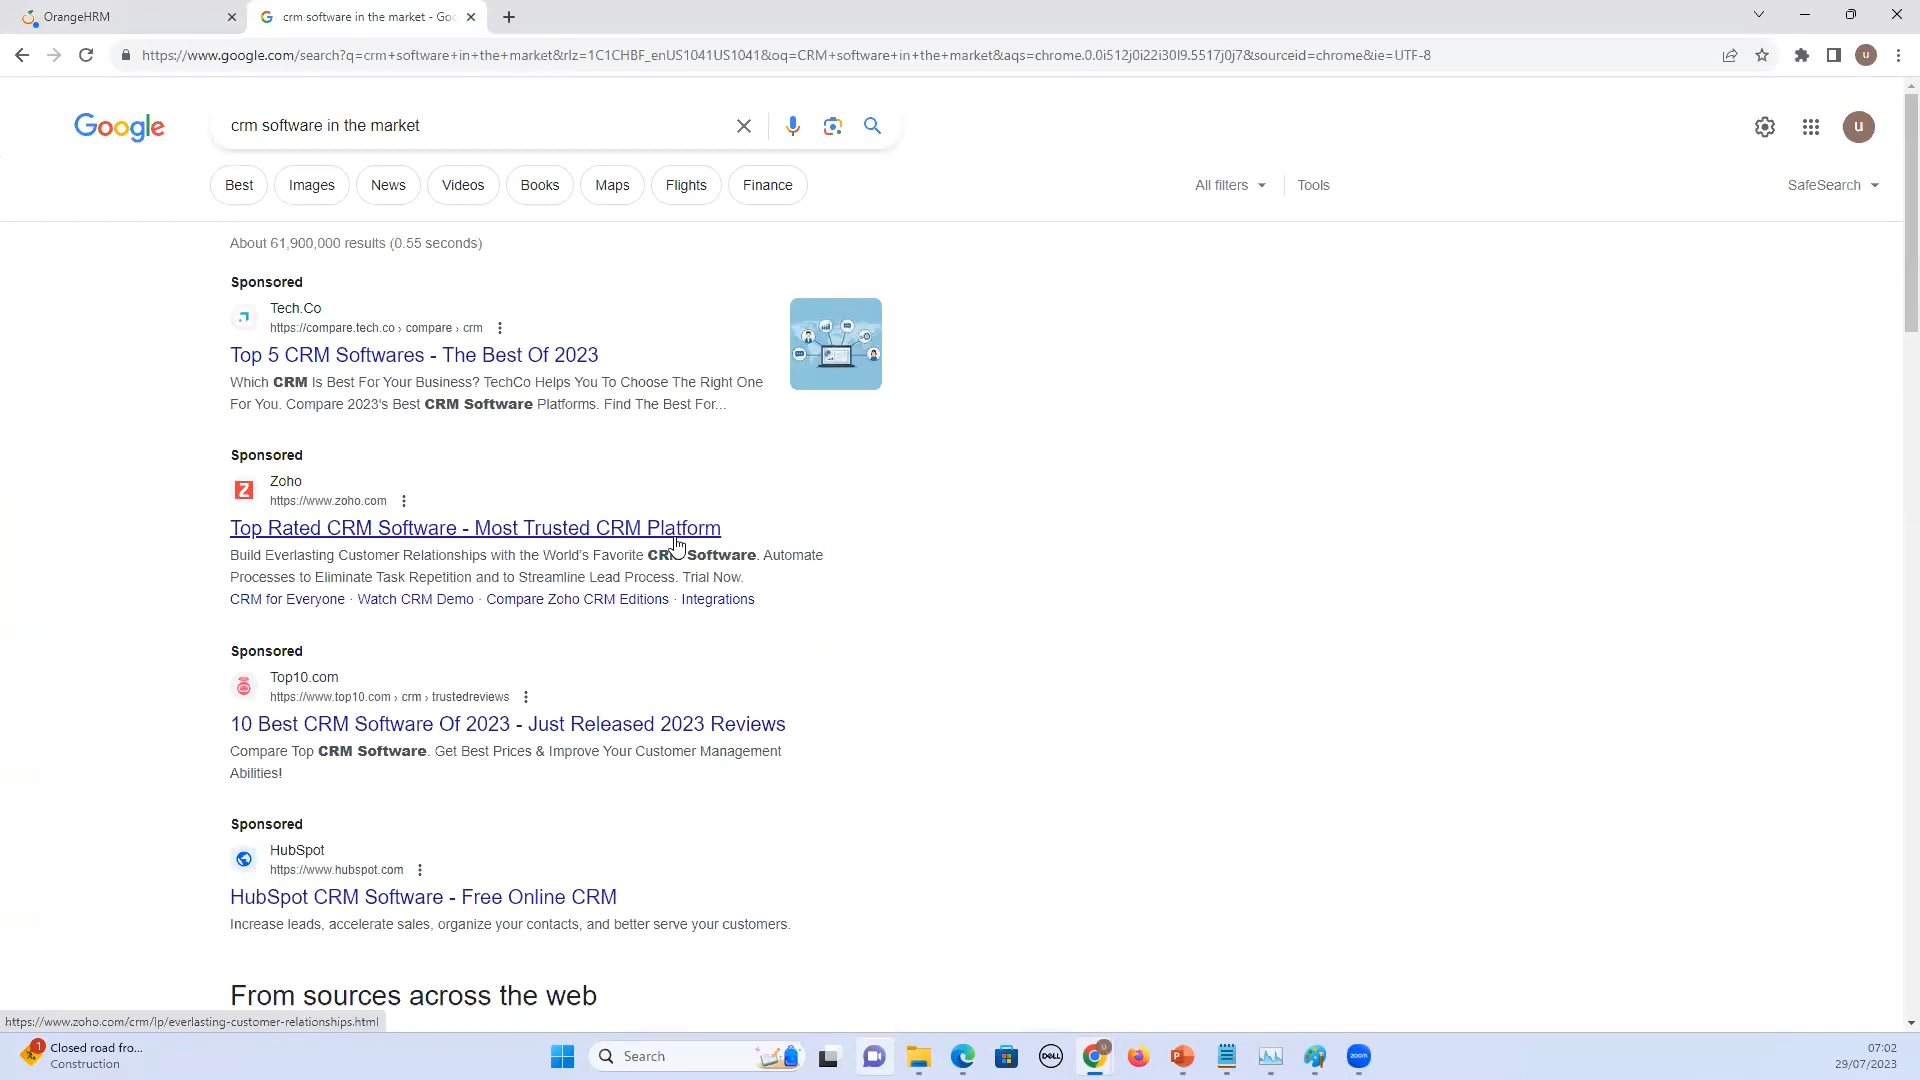 OrangeHRM
crm software in the market - Goo
https://www.google.com/search?q=crm+software+in+the+market&rlz=1C1CHBF_enUS1041US1041&oq=CRM+software+in+the+market&aqs=chrome.0.0i512j0i22i30l9.5517j0j7&sourceid=chrome&ie=UTF-8
u
Google
crm software in the market
u
Best Images News Videos Books Maps Flights Finance
All filters Tools
SafeSearch
About 61,900,000 results (0.55 seconds)
Sponsored
Tech.Co
https://compare.tech.co › compare › crm
Top 5 CRM Softwares - The Best Of 2023
Which CRM Is Best For Your Business? TechCo Helps You To Choose The Right One
For You. Compare 2023's Best CRM Software Platforms. Find The Best For...
Sponsored
Z
Zoho
https://www.zoho.com
Top Rated CRM Software - Most Trusted CRM Platform
Build Everlasting Customer Relationships with the World's Favorite CRM Software. Automate
Processes to Eliminate Task Repetition and to Streamline Lead Process. Trial Now.
CRM for Everyone · Watch CRM Demo · Compare Zoho CRM Editions · Integrations
Sponsored
Top10.com
https://www.top10.com › crm › trustedreviews
10 Best CRM Software Of 2023 - Just Released 2023 Reviews
Compare Top CRM Software. Get Best Prices & Improve Your Customer Management
Abilities!
Sponsored
HubSpot
https://www.hubspot.com
HubSpot CRM Software - Free Online CRM
Increase leads, accelerate sales, organize your contacts, and better serve your customers.
From sources across the web
https://www.zoho.com/crm/lp/everlasting-customer-relationships.html
1
Closed road fro...
Construction
Search
DELL
u
P
zoom
07:02
29/07/2023